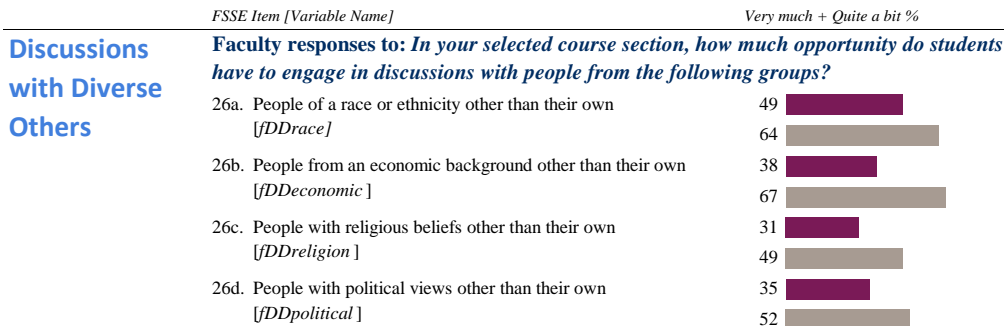 FSSE Item [Variable Name] Very much + Quite a bit %
Discussions with Diverse Others
Faculty responses to: In your selected course section, how much opportunity do students
have to engage in discussions with people from the following groups?
26a. People of a race or ethnicity other than their own 49
[fDDrace]
64
26b. People from an economic background other than their own 38
[fDDeconomic ]
67
26c. People with religious beliefs other than their own 31
[fDDreligion ]
49
26d. People with political views other than their own 35
[fDDpolitical ]
52